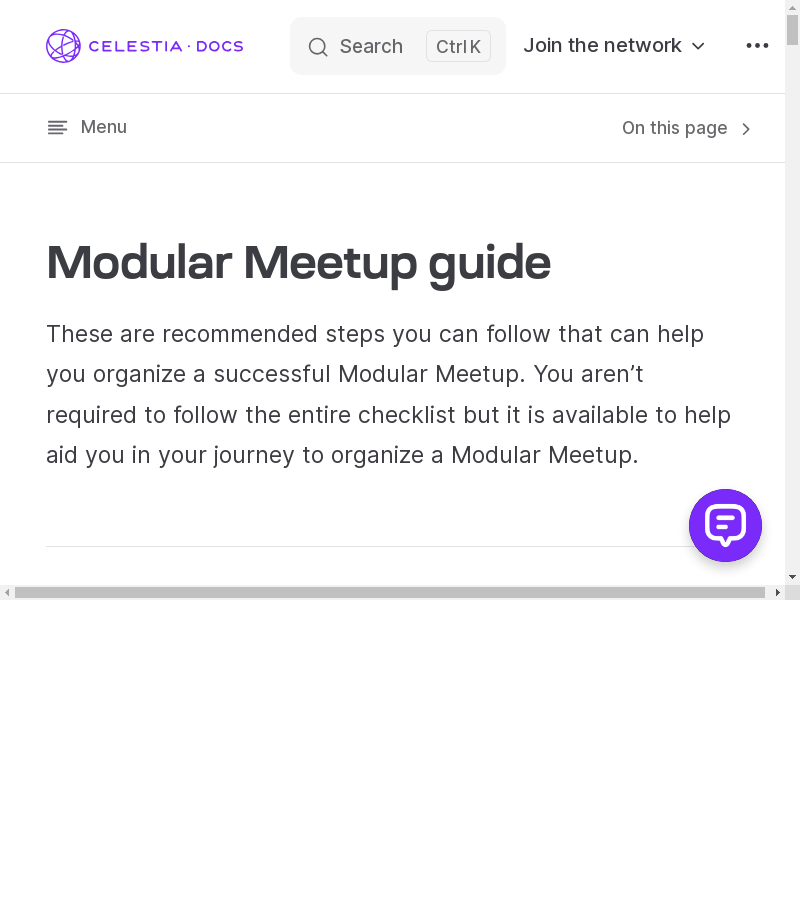 CELESTIA · DOCS
Search Ctrl K
Join the network
Menu
On this page
Modular Meetup guide
These are recommended steps you can follow that can help
you organize a successful Modular Meetup. You aren’t
required to follow the entire checklist but it is available to help
aid you in your journey to organize a Modular Meetup.